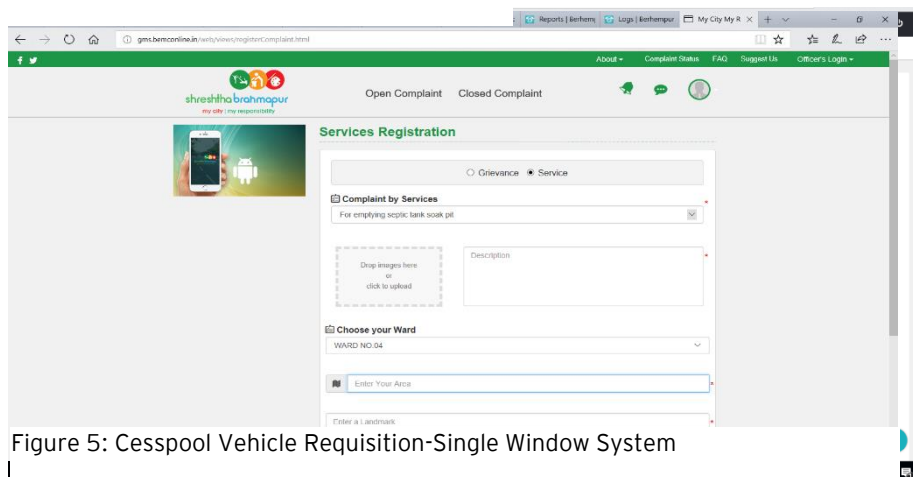 Reports | Berhem
Logs | Berhempur
My City My R
gms.bemconline.in/web/views/registerComplaint.html
About
Complaint Status
FAQ
Suggest Us
Officer's Login
shreshtha brahmapur
my city | my responsibility
Open Complaint
Closed Complaint
Services Registration
Grievance
Service
Complaint by Services
For emptying septic tank soak pit
Drop images here
or
click to upload
Description
Choose your Ward
WARD NO.04
Enter Your Area
Enter a Landmark
Figure 5: Cesspool Vehicle Requisition-Single Window System